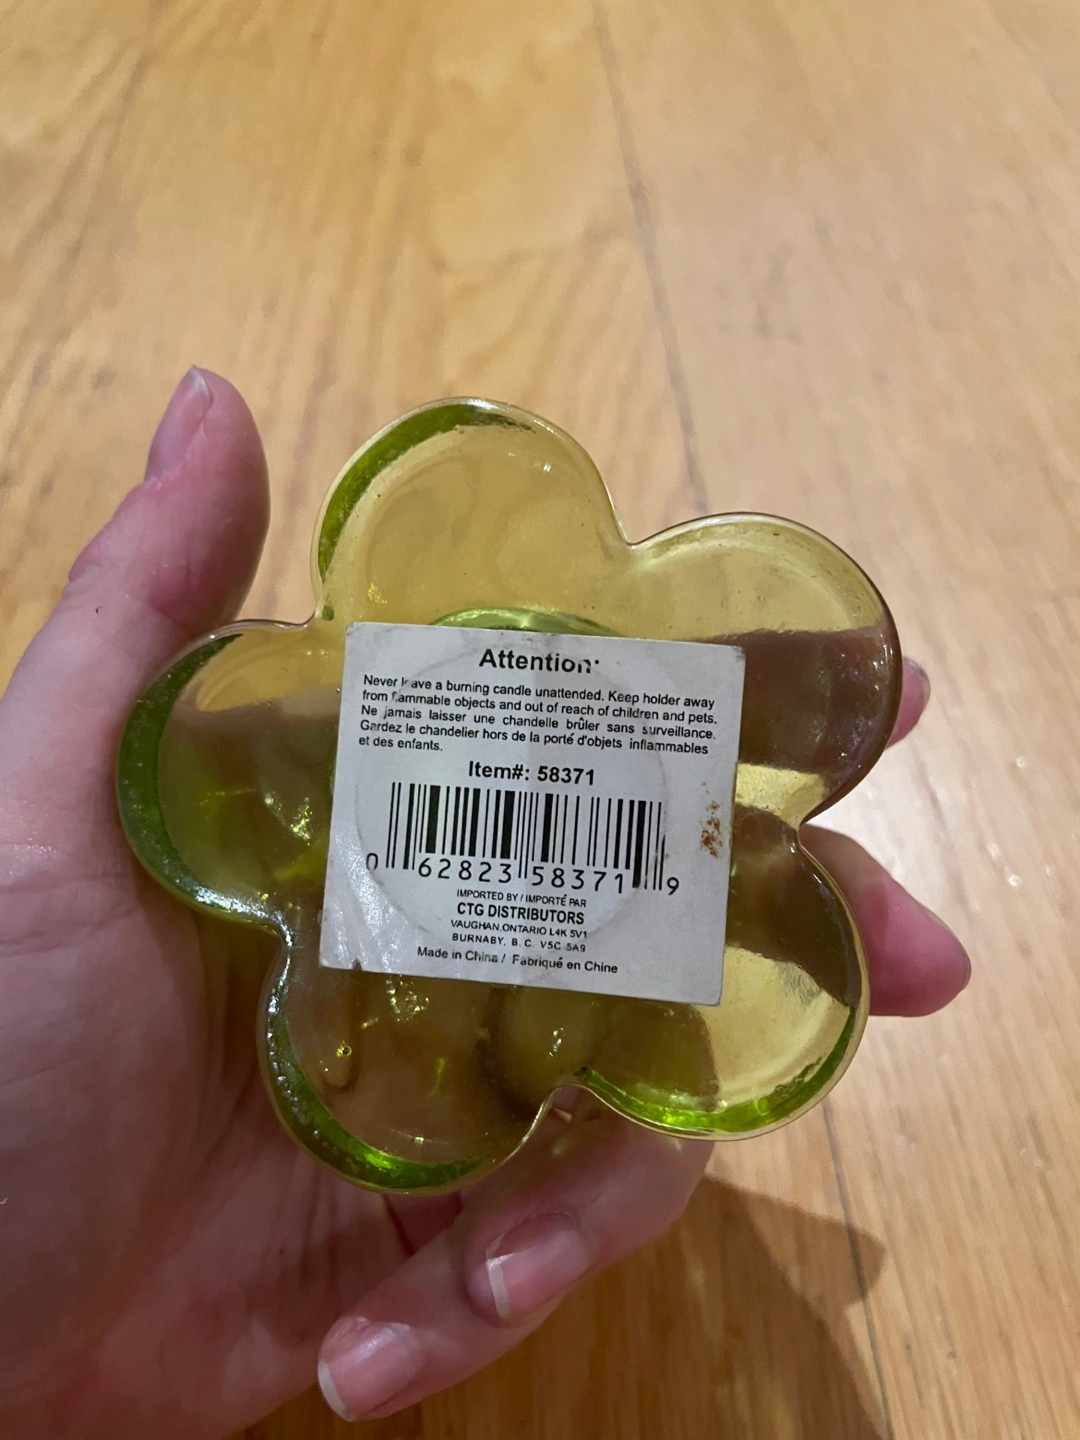 Attention:
Never leave a burning candle unattended. Keep holder away
from flammable objects and out of reach of children and pets.
Ne jamais laisser une chandelle brûler sans surveillance.
Gardez le chandelier hors de la porté d'objets inflammables
et des enfants.
Item#: 58371
0 62823 58371 9
IMPORTED BY / IMPORTÉ PAR
CTG DISTRIBUTORS
VAUGHAN, ONTARIO L4K 5V1
BURNABY, B.C. V5C 5A9
Made in China / Fabriqué en Chine